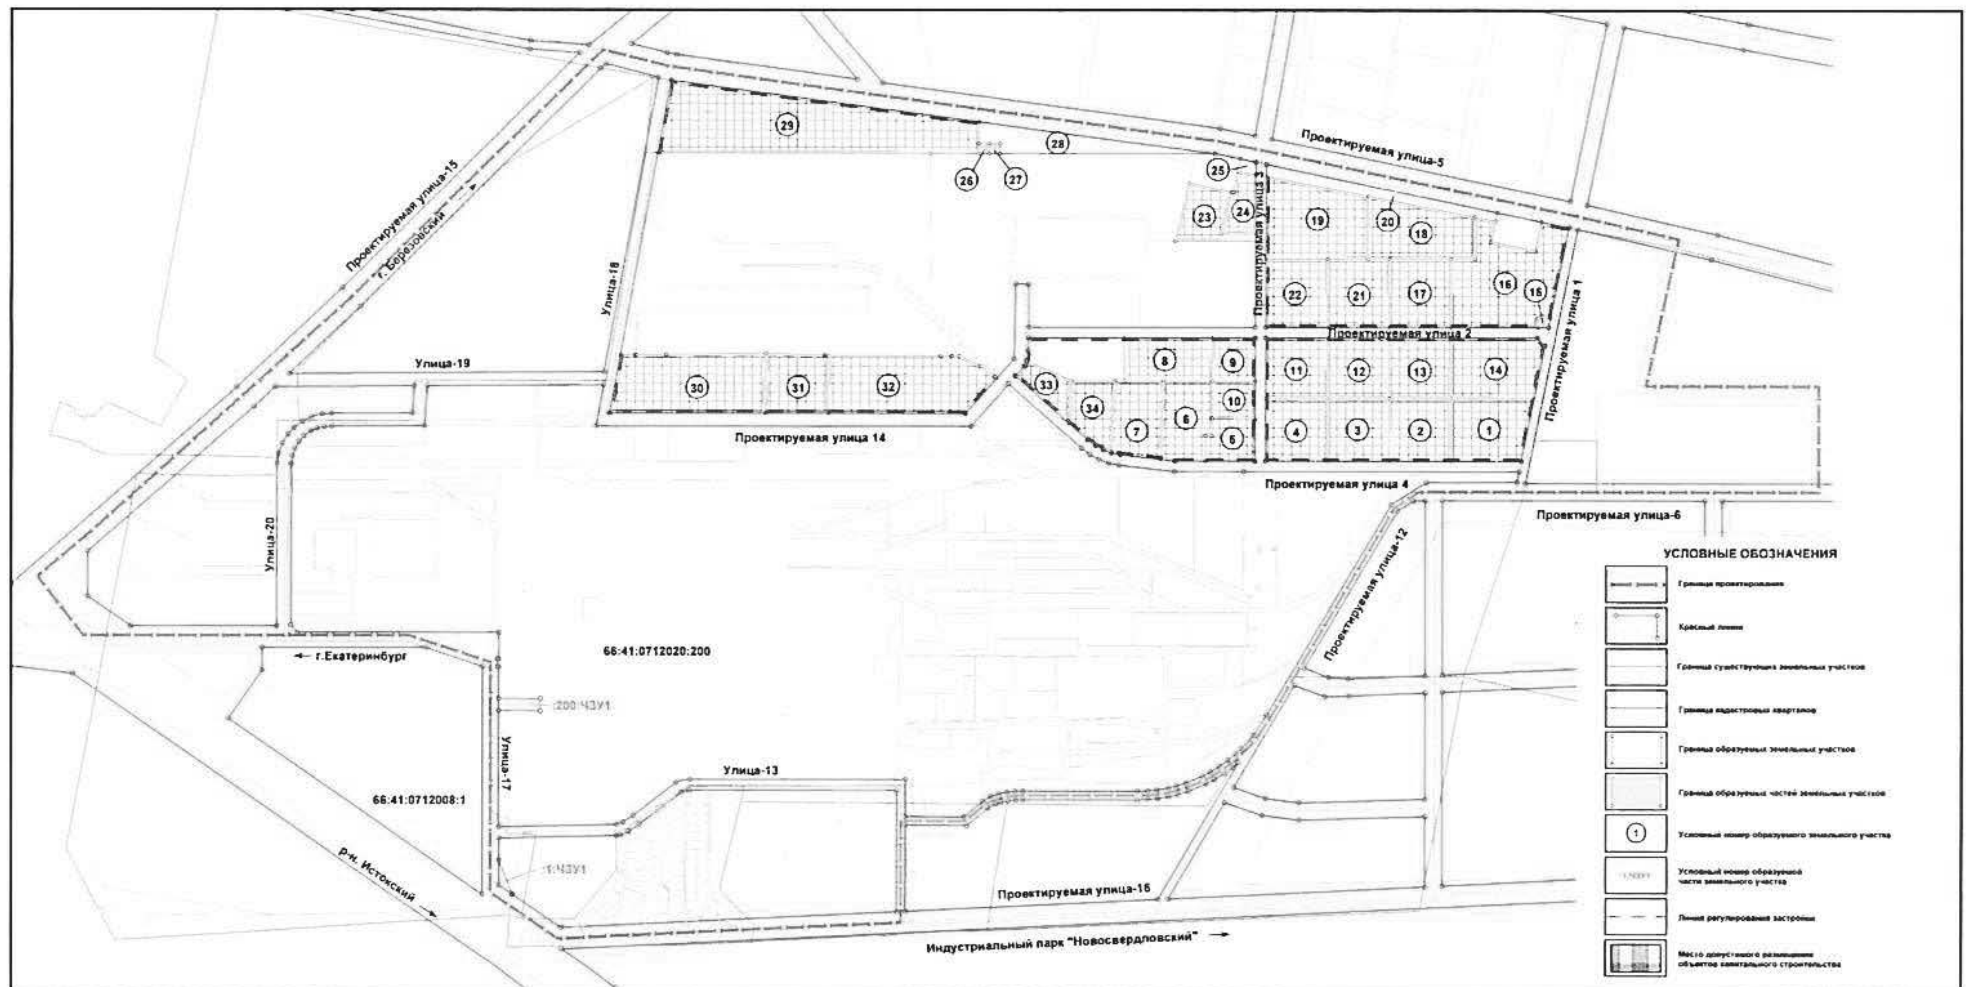 Проектируемая улица-5
Проектируемая улица-15
г. Березовский
29
28
26
27
25
23
24
Проектируемая улица 3
19
20
18
22
21
17
16
15
Проектируемая улица 1
Улица-18
Проектируемая улица 2
Улица-19
30
31
32
33
34
8
9
10
7
6
5
11
12
13
14
4
3
2
1
Проектируемая улица 14
Проектируемая улица 4
Проектируемая улица-6
Проектируемая улица-12
Улица-20
66:41:0712020:200
г.Екатеринбург
:200:ЧЗУ1
Улица-17
Улица-13
66:41:0712008:1
:1:ЧЗУ1
р-н. Истокский
Проектируемая улица-16
Индустриальный парк "Новосвердловский"
УСЛОВНЫЕ ОБОЗНАЧЕНИЯ
Граница проектирования
Красные линии
Граница существующих земельных участков
Граница кадастровых кварталов
Граница образуемых земельных участков
Граница образуемых частей земельных участков
1
Условный номер образуемого земельного участка
Условный номер образуемой
части земельного участка
Линия регулирования застройки
Место допустимого размещения
объектов капитального строительства